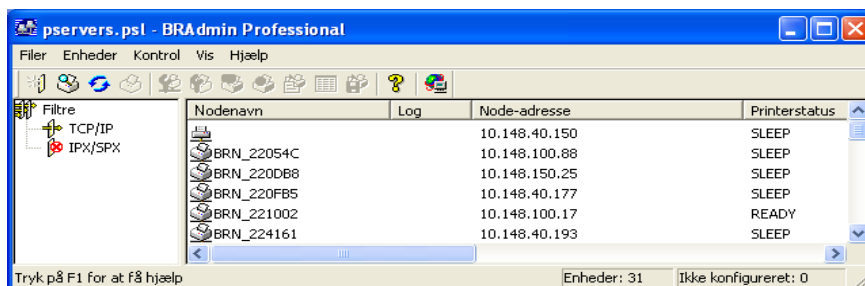 pservers.psl - BRAdmin Professional
Filer Enheder Kontrol Vis Hjælp
Filtre
TCP/IP
IPX/SPX
Nodenavn Log Node-adresse Printerstatus
10.148.40.150 SLEEP
BRN_22054C 10.148.100.88 SLEEP
BRN_220DB8 10.148.150.25 SLEEP
BRN_220FB5 10.148.40.177 SLEEP
BRN_221002 10.148.100.17 READY
BRN_224161 10.148.40.193 SLEEP
Tryk på F1 for at få hjælp Enheder: 31 Ikke konfigureret: 0